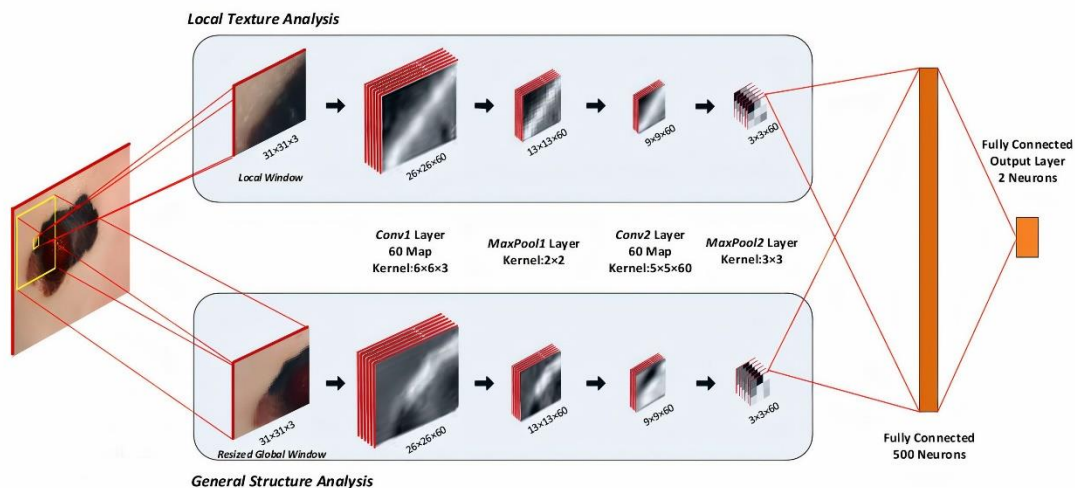 Local Texture Analysis
31×31×3
Local Window
26×26×60
13×13×60
9×9×60
3×3×60
Conv1 Layer
60 Map
Kernel:6×6×3
MaxPool1 Layer
Kernel:2×2
Conv2 Layer
60 Map
Kernel:5×5×60
MaxPool2 Layer
Kernel:3×3
Fully Connected
Output Layer
2 Neurons
31×31×3
Resized Global Window
26×26×60
13×13×60
9×9×60
3×3×60
Fully Connected
500 Neurons
General Structure Analysis